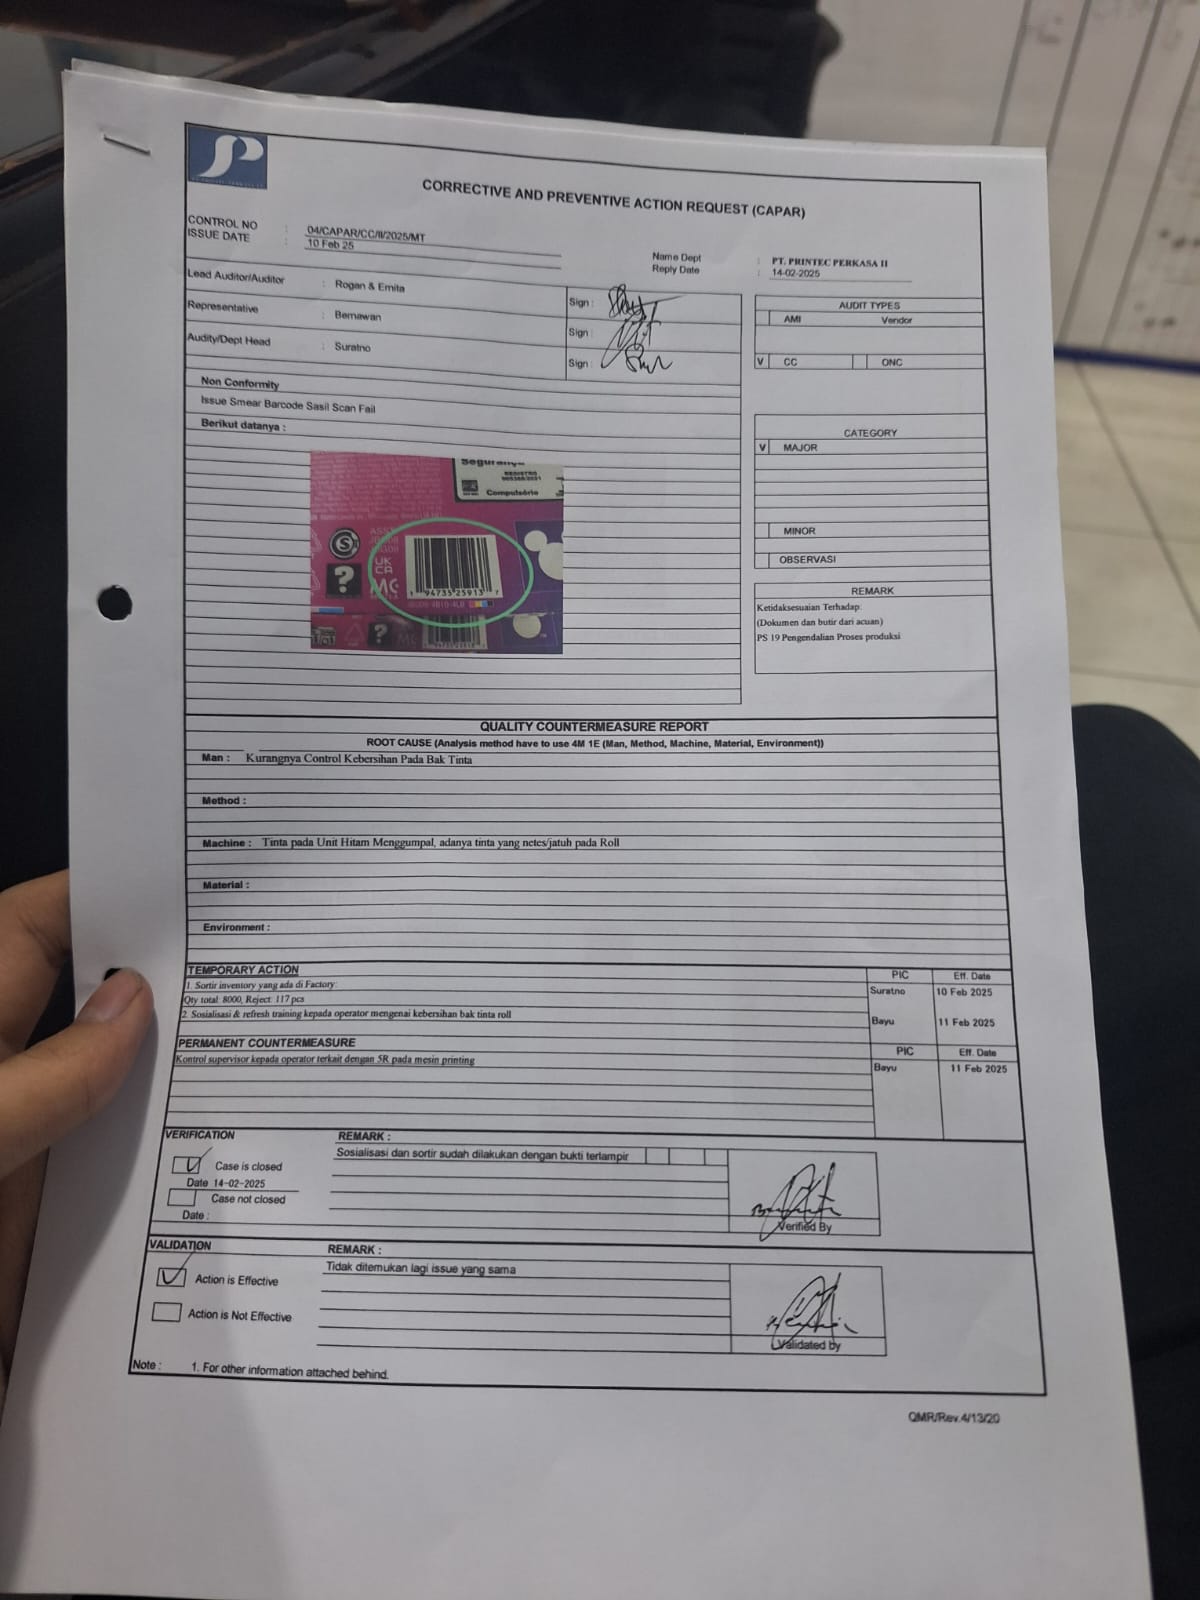 CORRECTIVE AND PREVENTIVE ACTION REQUEST (CAPAR)
CONTROL NO : 04/CAPAR/CC/II/2025/MT
ISSUE DATE : 10 Feb 25
Name Dept : PT. PRINTEC PERKASA II
Reply Date : 14-02-2025
Lead Auditor/Auditor : Rogan & Emita Sign :
Representative : Bernawan Sign :
Audity/Dept Head : Suratno Sign :
AUDIT TYPES
AMI Vendor
V CC ONC
Non Conformity
Issue Smear Barcode Sasil Scan Fail
Berikut datanya :
Compulsório
S
UK
CA
?
94735 25913 7
?
CATEGORY
V MAJOR
MINOR
OBSERVASI
REMARK
Ketidaksesuaian Terhadap:
(Dokumen dan butir dari acuan)
PS 19 Pengendalian Proses produksi
QUALITY COUNTERMEASURE REPORT
ROOT CAUSE (Analysis method have to use 4M 1E (Man, Method, Machine, Material, Environment))
Man : Kurangnya Control Kebersihan Pada Bak Tinta
Method :
Machine : Tinta pada Unit Hitam Menggumpal, adanya tinta yang netes/jatuh pada Roll
Material :
Environment :
TEMPORARY ACTION PIC Eff. Date
1. Sortir inventory yang ada di Factory: Suratno 10 Feb 2025
Qty total: 8000, Reject: 117 pcs
2. Sosialisasi & refresh training kepada operator mengenai kebersihan bak tinta roll Bayu 11 Feb 2025
PERMANENT COUNTERMEASURE PIC Eff. Date
Kontrol supervisor kepada operator terkait dengan 5R pada mesin printing Bayu 11 Feb 2025
VERIFICATION REMARK :
V Case is closed Sosialisasi dan sortir sudah dilakukan dengan bukti terlampir
Date 14-02-2025
Case not closed
Date :
Verified By
VALIDATION REMARK :
V Action is Effective Tidak ditemukan lagi issue yang sama
Action is Not Effective
Validated by
Note : 1. For other information attached behind.
QMR/Rev.4/13/20